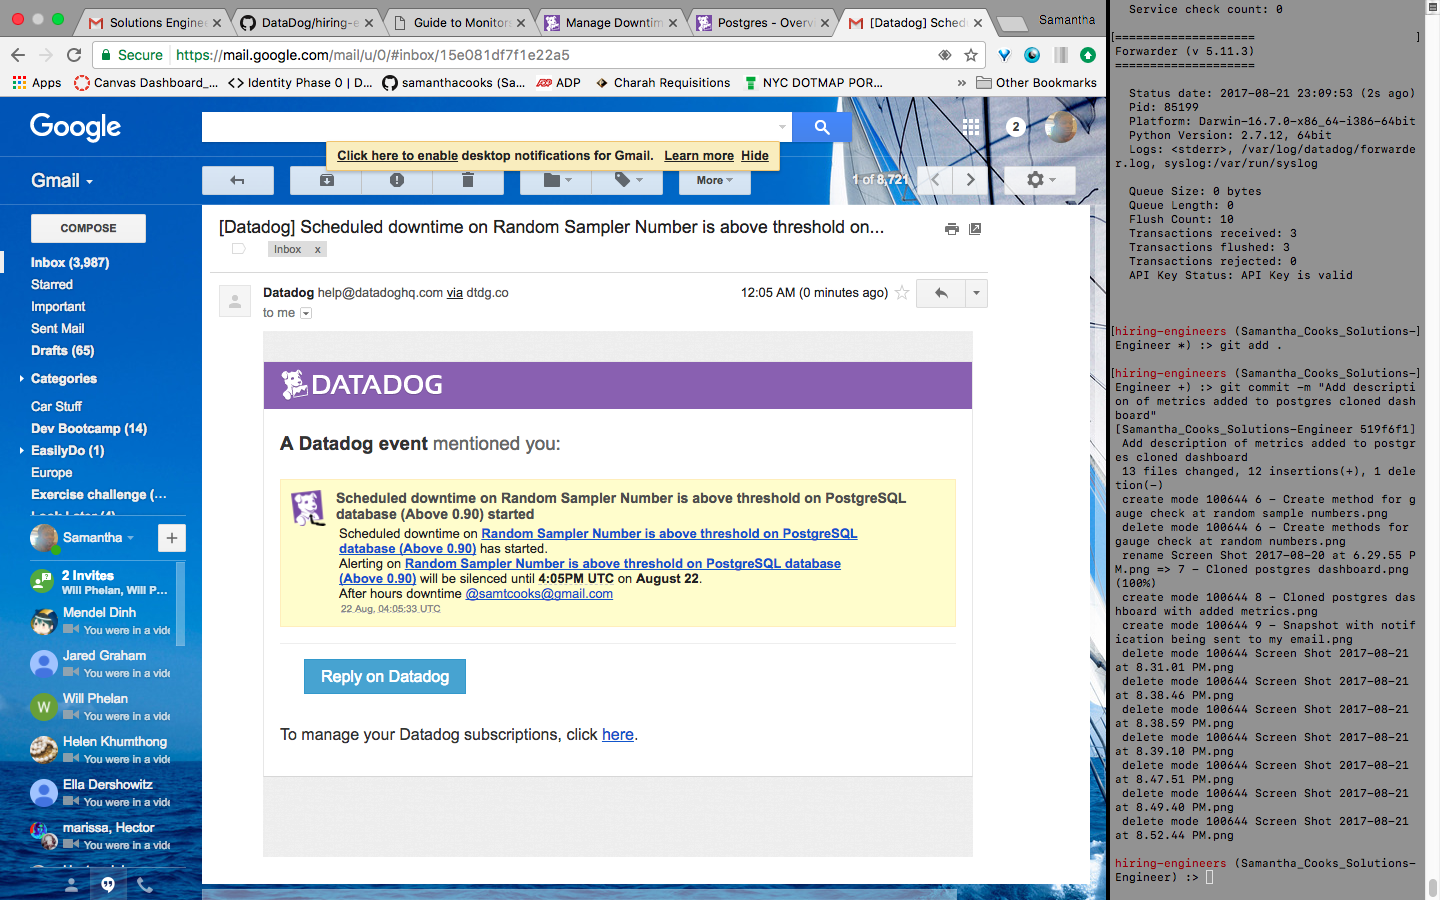 Solutions Engine
DataDog/hiring-e
Guide to Monitors
Manage Downtim
Postgres - Overv
[Datadog] Sched
Samantha
Secure
https://mail.google.com/mail/u/0/#inbox/15e081df7f1e22a5
Apps
Canvas Dashboard_...
<> Identity Phase 0 | D...
samanthacooks (Sa...
ADP
Charah Requisitions
NYC DOTMAP POR...
»
Other Bookmarks
Google
2
Click here to enable desktop notifications for Gmail. Learn more Hide
Gmail
More
1 of 8,721
COMPOSE
Inbox (3,987)
Starred
Important
Sent Mail
Drafts (65)
Categories
Car Stuff
Dev Bootcamp (14)
EasilyDo (1)
Europe
Exercise challenge (...
Samantha
+
2 Invites
Will Phelan, Will P...
Mendel Dinh
You were in a vide
Jared Graham
You were in a vide
W
Will Phelan
You were in a vide
Helen Khumthong
You were in a vide
Ella Dershowitz
You were in a vide
marissa, Hector
You were in a vide
[Datadog] Scheduled downtime on Random Sampler Number is above threshold on...
Inbox x
Datadog help@datadoghq.com via dtdg.co
12:05 AM (0 minutes ago)
to me
DATADOG
A Datadog event mentioned you:
Scheduled downtime on Random Sampler Number is above threshold on PostgreSQL
database (Above 0.90) started
Scheduled downtime on Random Sampler Number is above threshold on PostgreSQL
database (Above 0.90) has started.
Alerting on Random Sampler Number is above threshold on PostgreSQL database
(Above 0.90) will be silenced until 4:05PM UTC on August 22.
After hours downtime @samtcooks@gmail.com
22 Aug, 04:05:33 UTC
Reply on Datadog
To manage your Datadog subscriptions, click here.
Service check count: 0
[==================== ]
Forwarder (v 5.11.3)
====================
Status date: 2017-08-21 23:09:53 (2s ago)
Pid: 85199
Platform: Darwin-16.7.0-x86_64-i386-64bit
Python Version: 2.7.12, 64bit
Logs: <stderr>, /var/log/datadog/forwarde
r.log, syslog:/var/run/syslog
Queue Size: 0 bytes
Queue Length: 0
Flush Count: 10
Transactions received: 3
Transactions flushed: 3
Transactions rejected: 0
API Key Status: API Key is valid
[hiring-engineers (Samantha_Cooks_Solutions-]
Engineer *) :> git add .
[hiring-engineers (Samantha_Cooks_Solutions-]
Engineer +) :> git commit -m "Add descripti
on of metrics added to postgres cloned dash
board"
[Samantha_Cooks_Solutions-Engineer 519f6f1]
Add description of metrics added to postgr
es cloned dashboard
13 files changed, 12 insertions(+), 1 dele
tion(-)
create mode 100644 6 - Create method for g
auge check at random sample numbers.png
delete mode 100644 6 - Create methods for
gauge check at random numbers.png
rename Screen Shot 2017-08-20 at 6.29.55 P
M.png => 7 - Cloned postgres dashboard.png
(100%)
create mode 100644 8 - Cloned postgres das
hboard with added metrics.png
create mode 100644 9 - Snapshot with notif
ication being sent to my email.png
delete mode 100644 Screen Shot 2017-08-21
at 8.31.01 PM.png
delete mode 100644 Screen Shot 2017-08-21
at 8.38.46 PM.png
delete mode 100644 Screen Shot 2017-08-21
at 8.38.59 PM.png
delete mode 100644 Screen Shot 2017-08-21
at 8.39.10 PM.png
delete mode 100644 Screen Shot 2017-08-21
at 8.47.51 PM.png
delete mode 100644 Screen Shot 2017-08-21
at 8.49.40 PM.png
delete mode 100644 Screen Shot 2017-08-21
at 8.52.44 PM.png
hiring-engineers (Samantha_Cooks_Solutions-
Engineer) :>